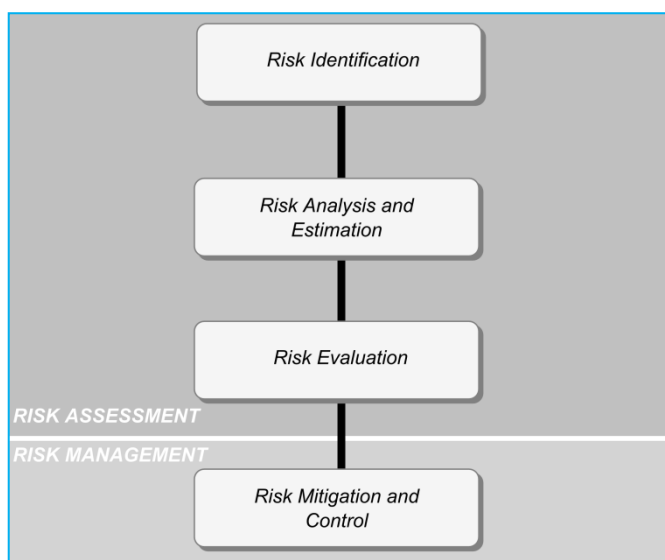 Risk Identification
Risk Analysis and
Estimation
Risk Evaluation
RISK ASSESSMENT
RISK MANAGEMENT
Risk Mitigation and
Control